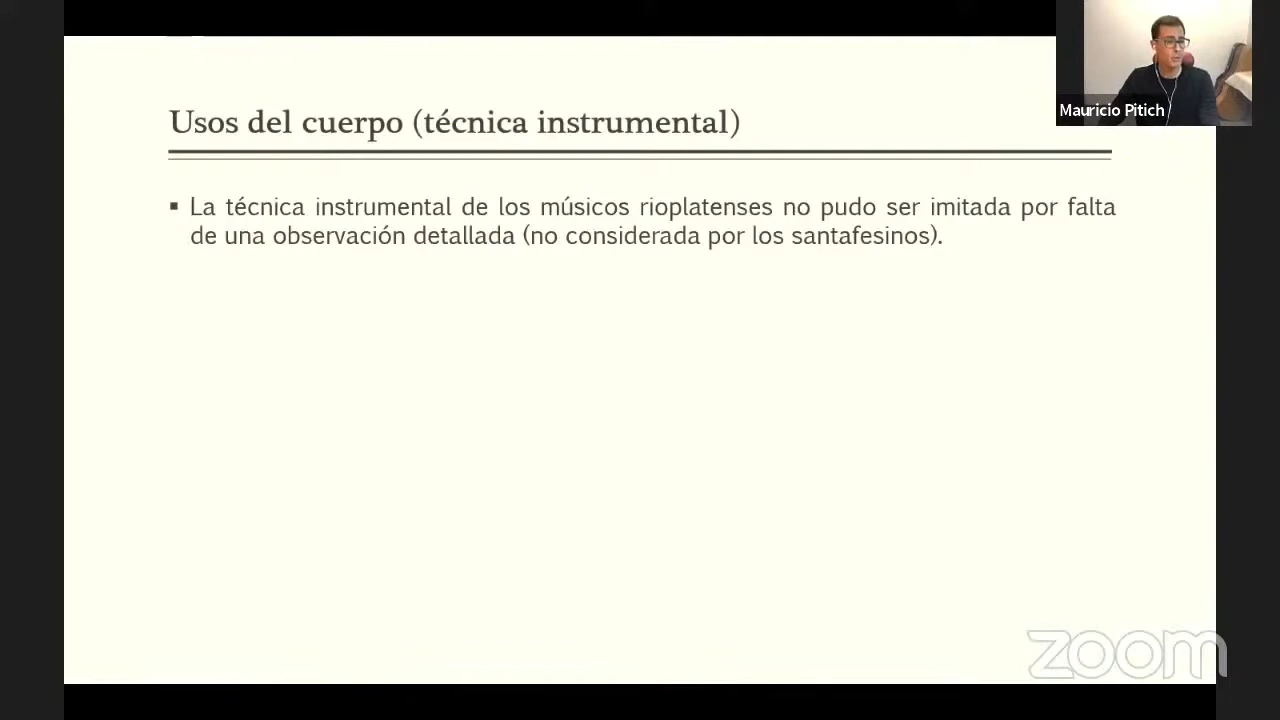 Mauricio Pitich
Usos del cuerpo (técnica instrumental)
▪ La técnica instrumental de los músicos rioplatenses no pudo ser imitada por falta
de una observación detallada (no considerada por los santafesinos).
zoom